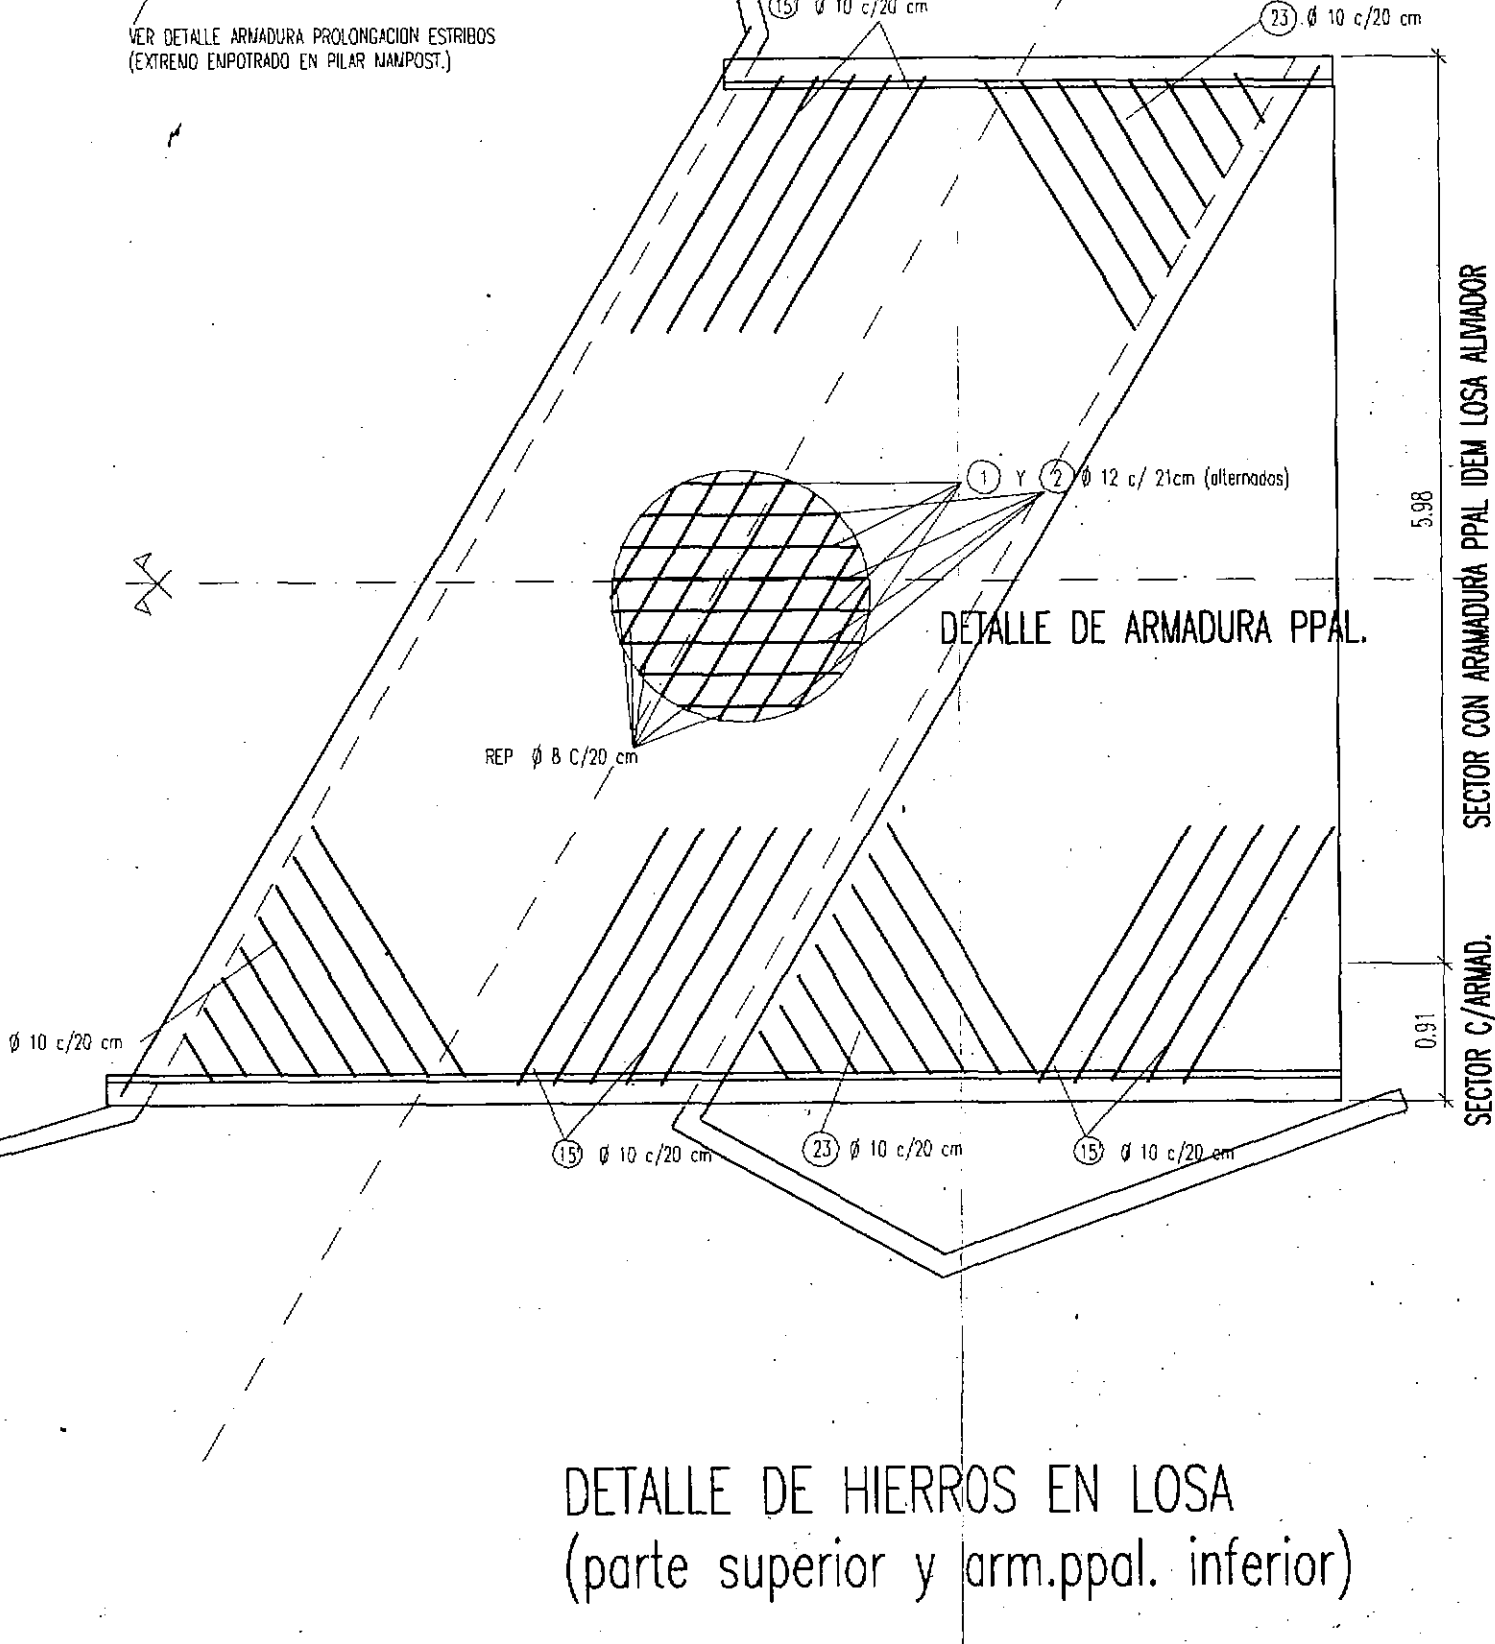 15 Ø 10 c/20 cm
23 Ø 10 c/20 cm
VER DETALLE ARMADURA PROLONGACION ESTRIBOS
(EXTREMO EMPOTRADO EN PILAR MAMPOST.)
1 Y 2 Ø 12 c/ 21cm (alternados)
DETALLE DE ARMADURA PPAL.
REP Ø 8 C/20 cm
5.98
SECTOR CON ARAMADURA PPAL IDEM LOSA ALIVIADOR
0.91
SECTOR C/ARMAD.
Ø 10 c/20 cm
15 Ø 10 c/20 cm
23 Ø 10 c/20 cm
15 Ø 10 c/20 cm
DETALLE DE HIERROS EN LOSA
(parte superior y arm.ppal. inferior)